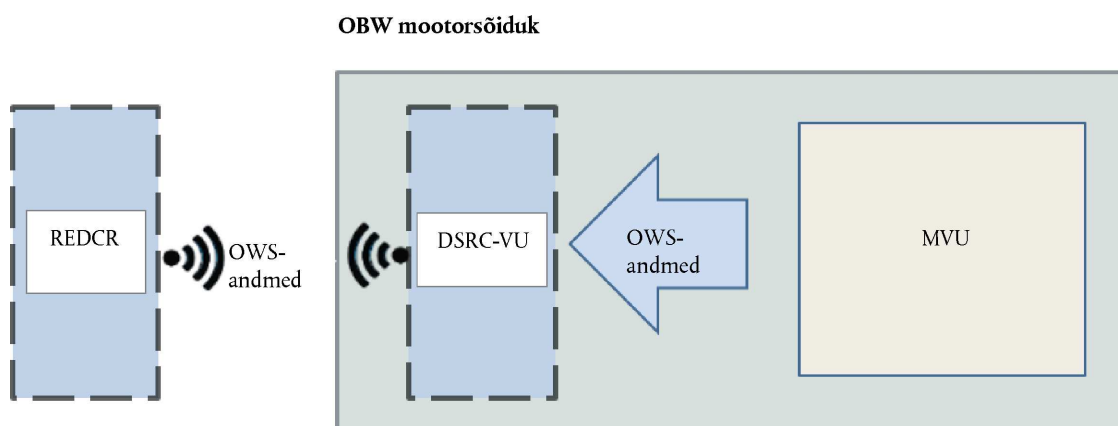 OBW mootorsõiduk
REDCR
OWS-
andmed
DSRC-VU
OWS-
andmed
MVU